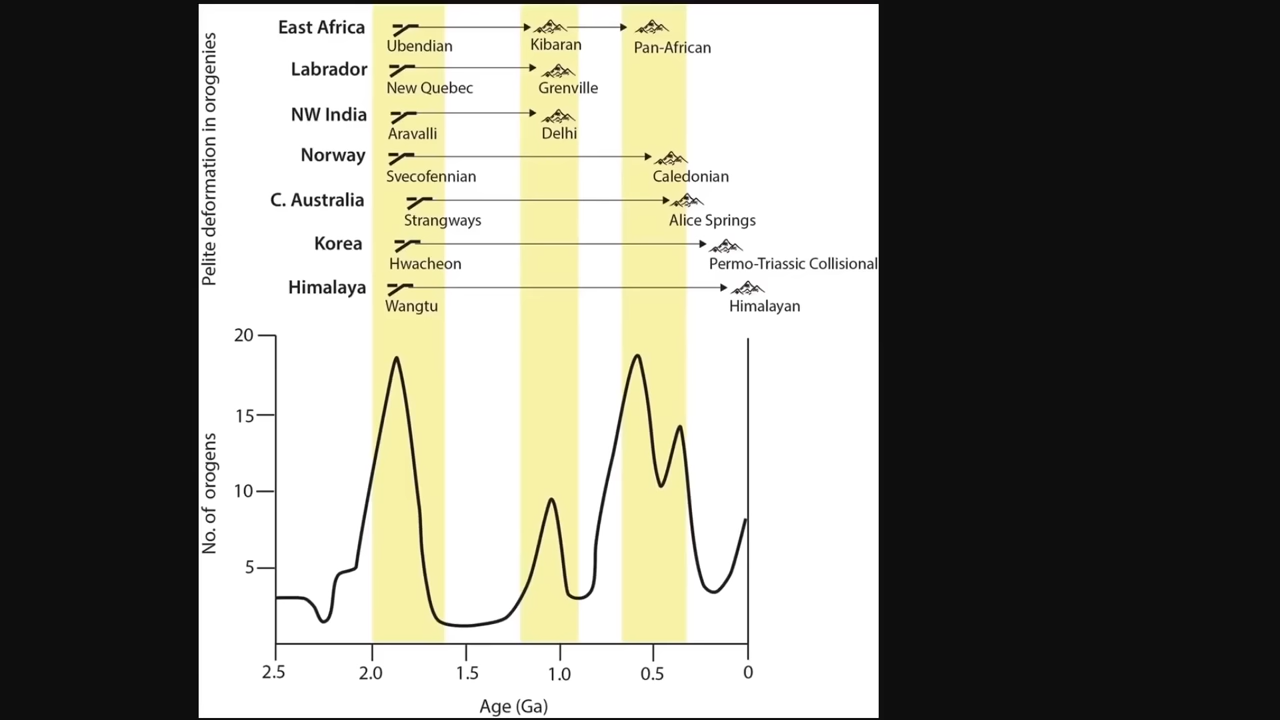 Pelite deformation in orogenies
East Africa
Ubendian
Kibaran
Pan-African
Labrador
New Quebec
Grenville
NW India
Aravalli
Delhi
Norway
Svecofennian
Caledonian
C. Australia
Strangways
Alice Springs
Korea
Hwacheon
Permo-Triassic Collisional
Himalaya
Wangtu
Himalayan
No. of orogens
20
15
10
5
2.5
2.0
1.5
1.0
0.5
0
Age (Ga)